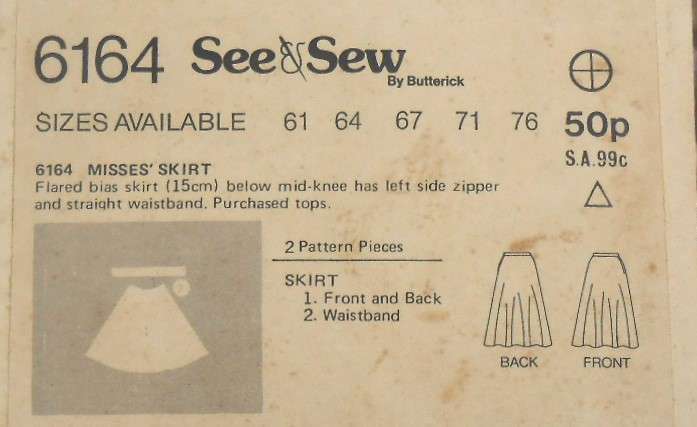 6164 See & Sew
By Butterick
SIZES AVAILABLE 61 64 67 71 76 50p
S.A. 99c
6164 MISSES' SKIRT
Flared bias skirt (15cm) below mid-knee has left side zipper
and straight waistband. Purchased tops.
2 Pattern Pieces
SKIRT
1. Front and Back
2. Waistband
BACK FRONT